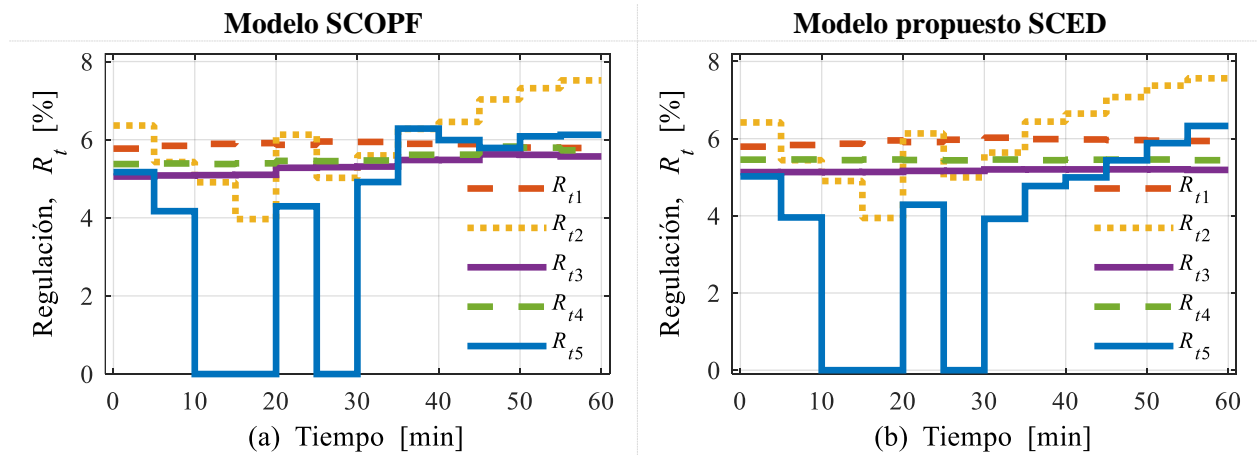 Modelo SCOPF
Regulación, R_t [%]
8
6
4
2
0
R_t1
R_t2
R_t3
R_t4
R_t5
0 10 20 30 40 50 60
(a) Tiempo [min]
Modelo propuesto SCED
Regulación, R_t [%]
8
6
4
2
0
R_t1
R_t2
R_t3
R_t4
R_t5
0 10 20 30 40 50 60
(b) Tiempo [min]